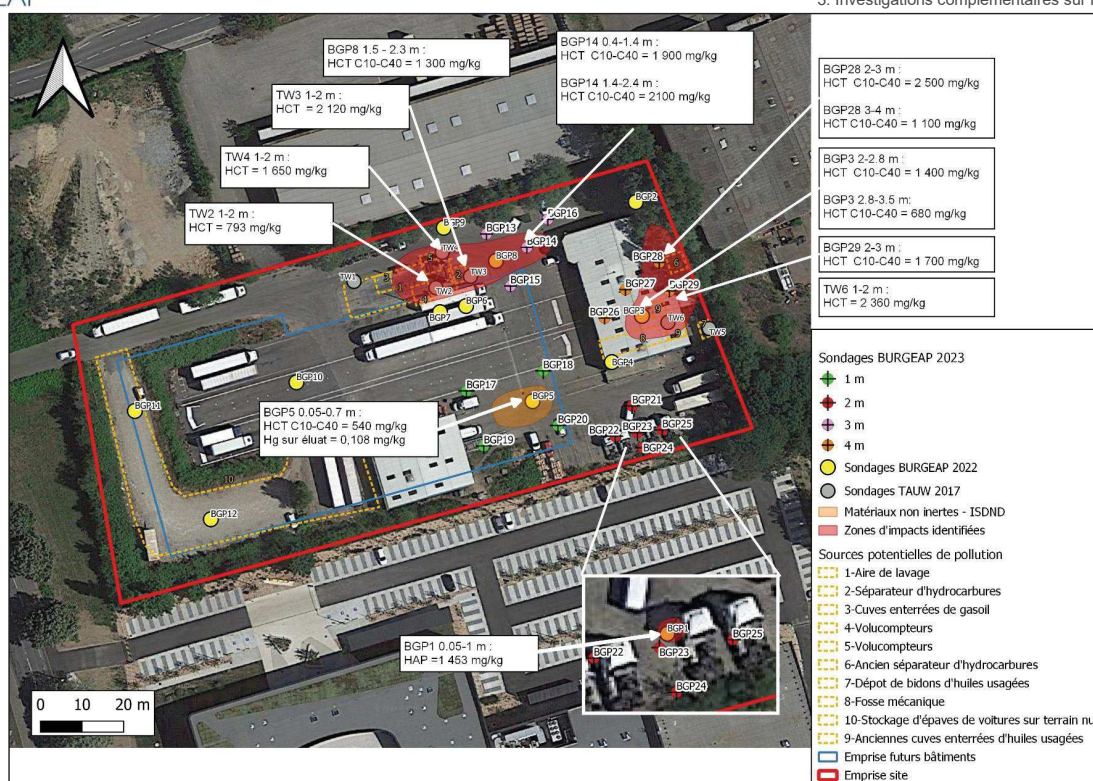 3. Investigations complémentaires sur
BGP8 1.5 - 2.3 m :
HCT C10-C40 = 1 300 mg/kg
BGP14 0.4-1.4 m :
HCT C10-C40 = 1 900 mg/kg
BGP14 1.4-2.4 m :
HCT C10-C40 = 2100 mg/kg
BGP28 2-3 m :
HCT C10-C40 = 2 500 mg/kg
BGP28 3-4 m :
HCT C10-C40 = 1 100 mg/kg
TW3 1-2 m :
HCT = 2 120 mg/kg
TW4 1-2 m :
HCT = 1 650 mg/kg
BGP3 2-2.8 m :
HCT C10-C40 = 1 400 mg/kg
BGP3 2.8-3.5 m:
HCT C10-C40 = 680 mg/kg
TW2 1-2 m :
HCT = 793 mg/kg
BGP29 2-3 m :
HCT C10-C40 = 1 700 mg/kg
TW6 1-2 m :
HCT = 2 360 mg/kg
BGP2
BGP16
BGP9
BGP13
BGP14
TW4
5
BGP8
BGP28
6
TW1
3
2
TW3
1
TW2
BGP15
BGP27
BGP29
9
BGP6
BGP7
BGP3
BGP26
TW6
TW5
8
9
BGP4
BGP18
BGP10
BGP17
BGP5
BGP11
BGP21
BGP20
BGP22
BGP23
BGP25
BGP24
BGP19
BGP5 0.05-0.7 m :
HCT C10-C40 = 540 mg/kg
Hg sur éluat = 0,108 mg/kg
10
BGP12
BGP1 0.05-1 m :
HAP =1 453 mg/kg
BGP1
BGP25
BGP22
BGP23
BGP24
0 10 20 m
Sondages BURGEAP 2023
1 m
2 m
3 m
4 m
Sondages BURGEAP 2022
Sondages TAUW 2017
Matériaux non inertes - ISDND
Zones d'impacts identifiées
Sources potentielles de pollution
1-Aire de lavage
2-Séparateur d'hydrocarbures
3-Cuves enterrées de gasoil
4-Volucompteurs
5-Volucompteurs
6-Ancien séparateur d'hydrocarbures
7-Dépot de bidons d'huiles usagées
8-Fosse mécanique
10-Stockage d'épaves de voitures sur terrain nu
9-Anciennes cuves enterrées d'huiles usagées
Emprise futurs bâtiments
Emprise site